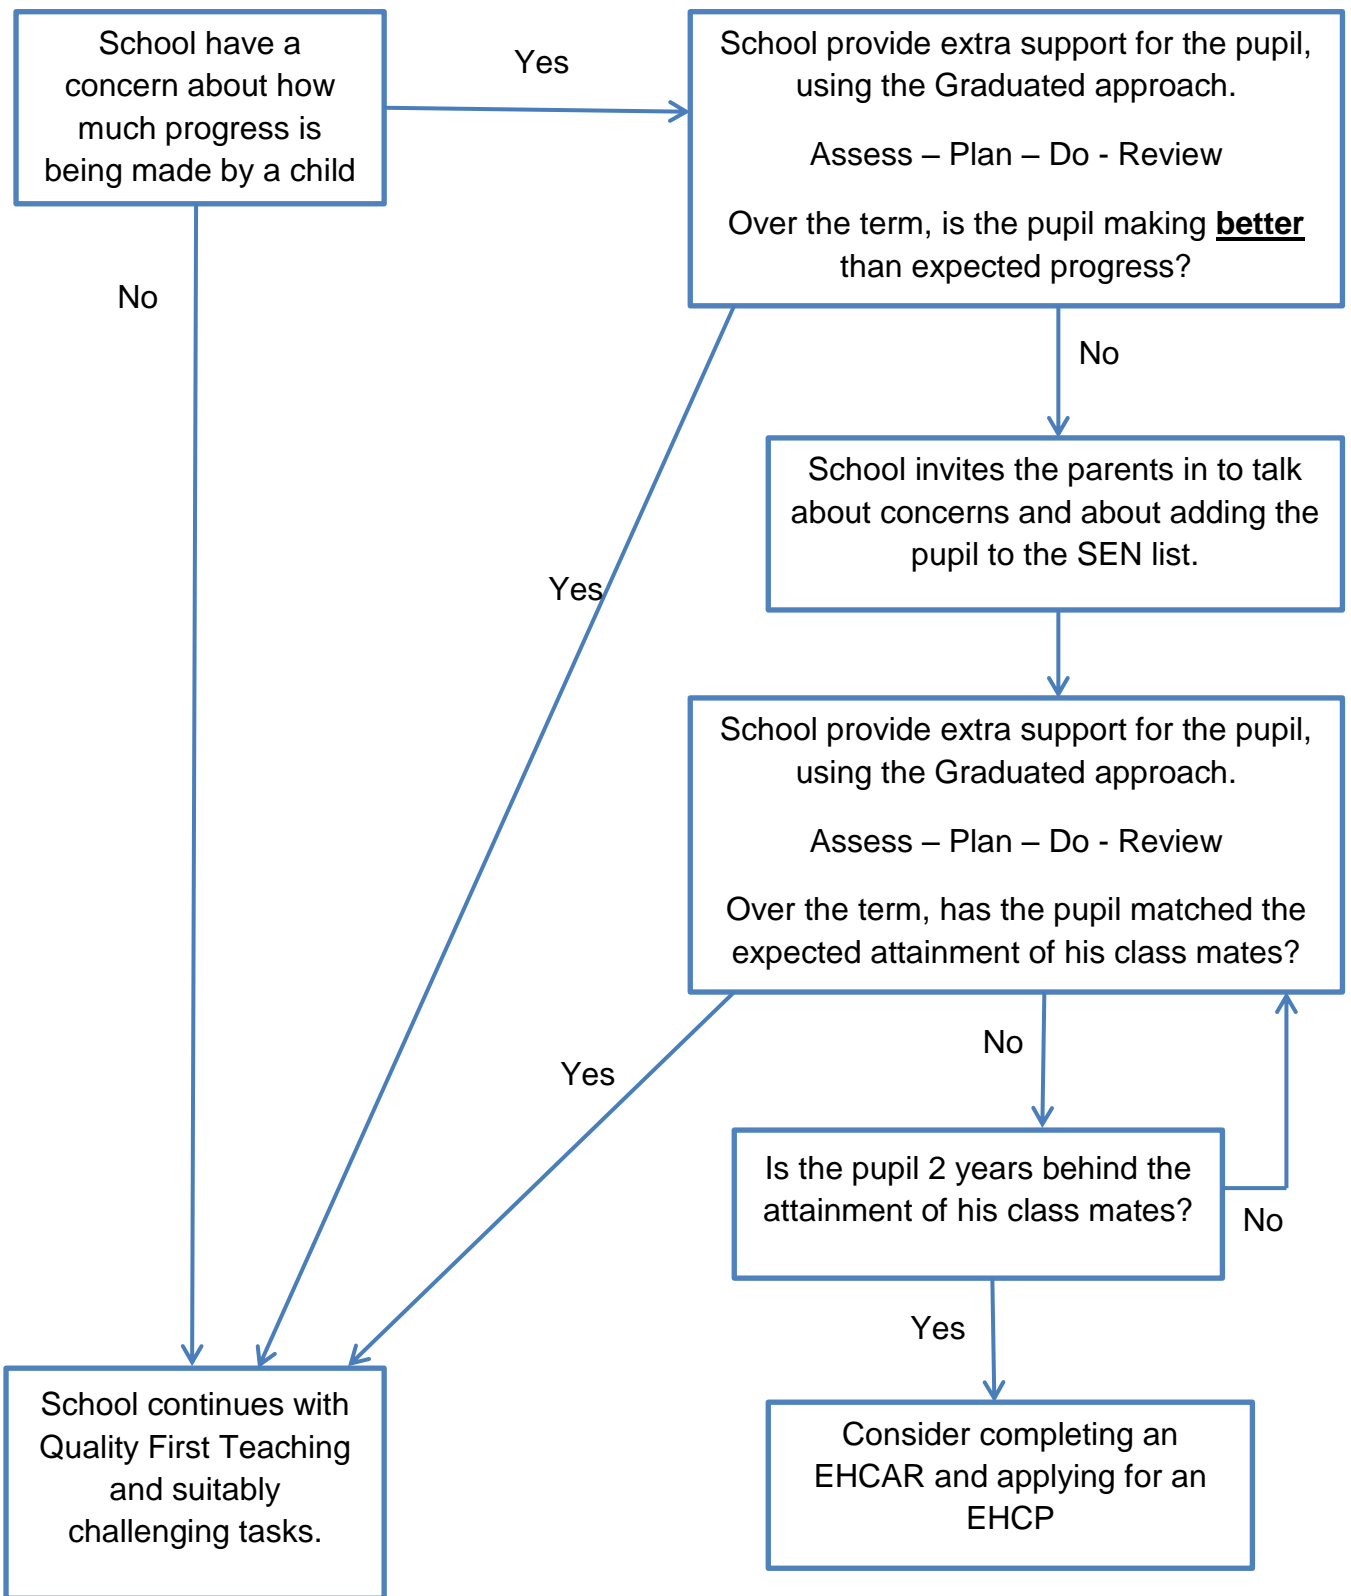 School have a
concern about how
much progress is
being made by a child
Yes
School provide extra support for the pupil,
using the Graduated approach.
Assess – Plan – Do - Review
Over the term, is the pupil making better
than expected progress?
No
No
School invites the parents in to talk
about concerns and about adding the
pupil to the SEN list.
Yes
School provide extra support for the pupil,
using the Graduated approach.
Assess – Plan – Do - Review
Over the term, has the pupil matched the
expected attainment of his class mates?
No
Yes
Is the pupil 2 years behind the
attainment of his class mates?
No
Yes
School continues with
Quality First Teaching
and suitably
challenging tasks.
Consider completing an
EHCAR and applying for an
EHCP